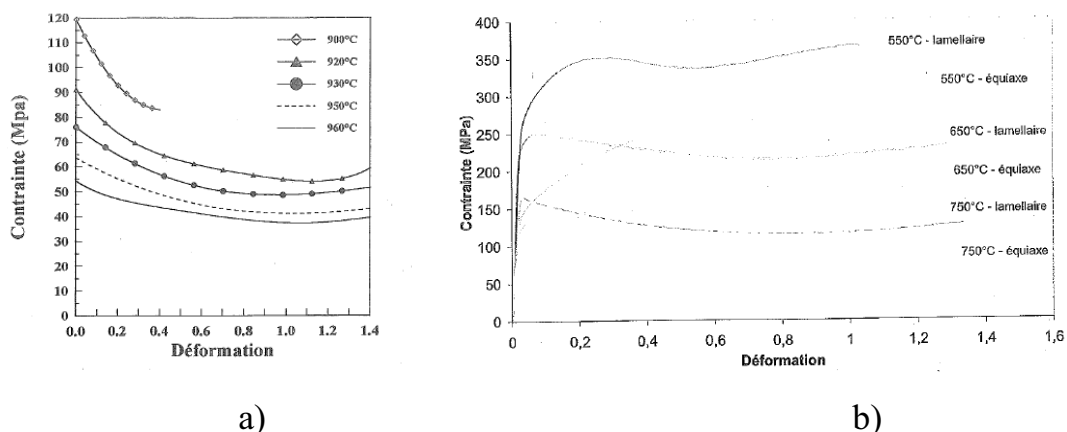 120
110
100
90
80
70
60
50
40
30
20
10
0
Contrainte (Mpa)
900°C
920°C
930°C
950°C
960°C
0.0 0.2 0.4 0.6 0.8 1.0 1.2 1.4
Déformation
a)
400
350
300
250
200
150
100
50
0
Contrainte (MPa)
550°C - lamellaire
550°C - équiaxe
650°C - lamellaire
650°C - équiaxe
750°C - lamellaire
750°C - équiaxe
0 0,2 0,4 0,6 0,8 1 1,2 1,4 1,6
Déformation
b)